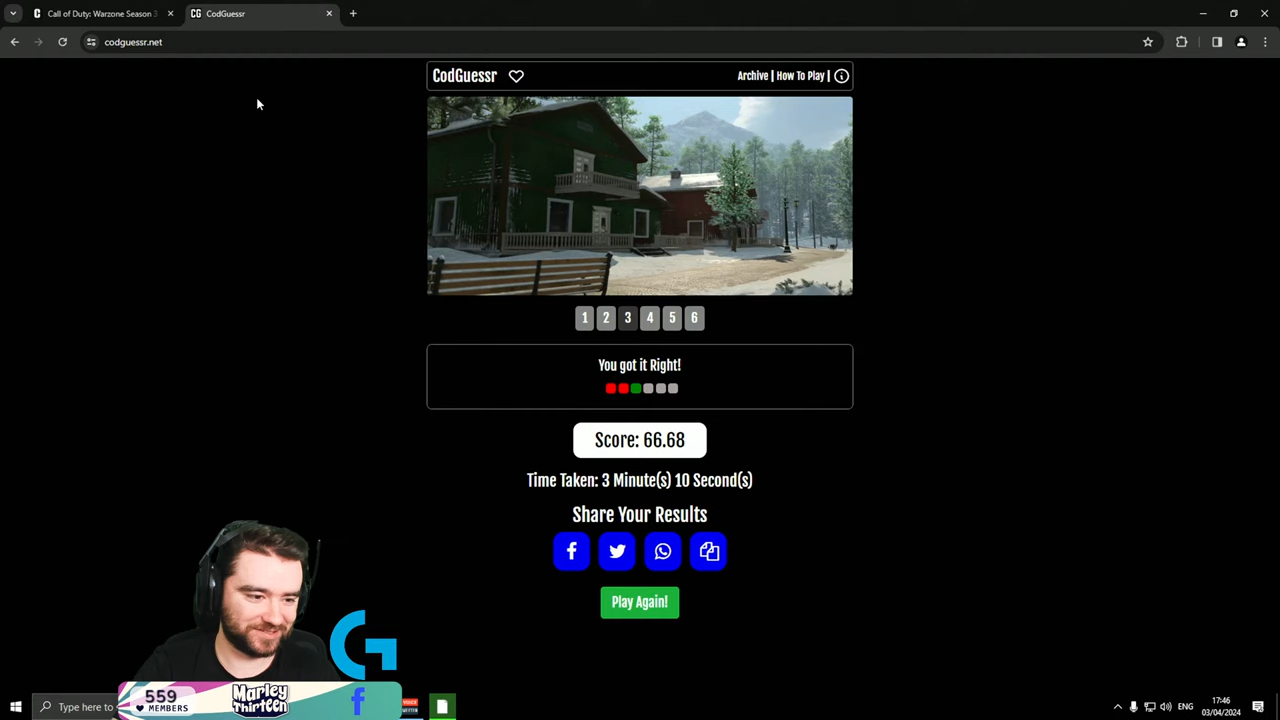 Call of Duty: Warzone Season 3
CG CodGuessr
codguessr.net
CodGuessr
Archive | How To Play |
1 2 3 4 5 6
You got it Right!
Score: 66.68
Time Taken: 3 Minute(s) 10 Second(s)
Share Your Results
Play Again!
559
MEMBERS
Marley
Thirteen
Type here to
ENG
17:46
03/04/2024